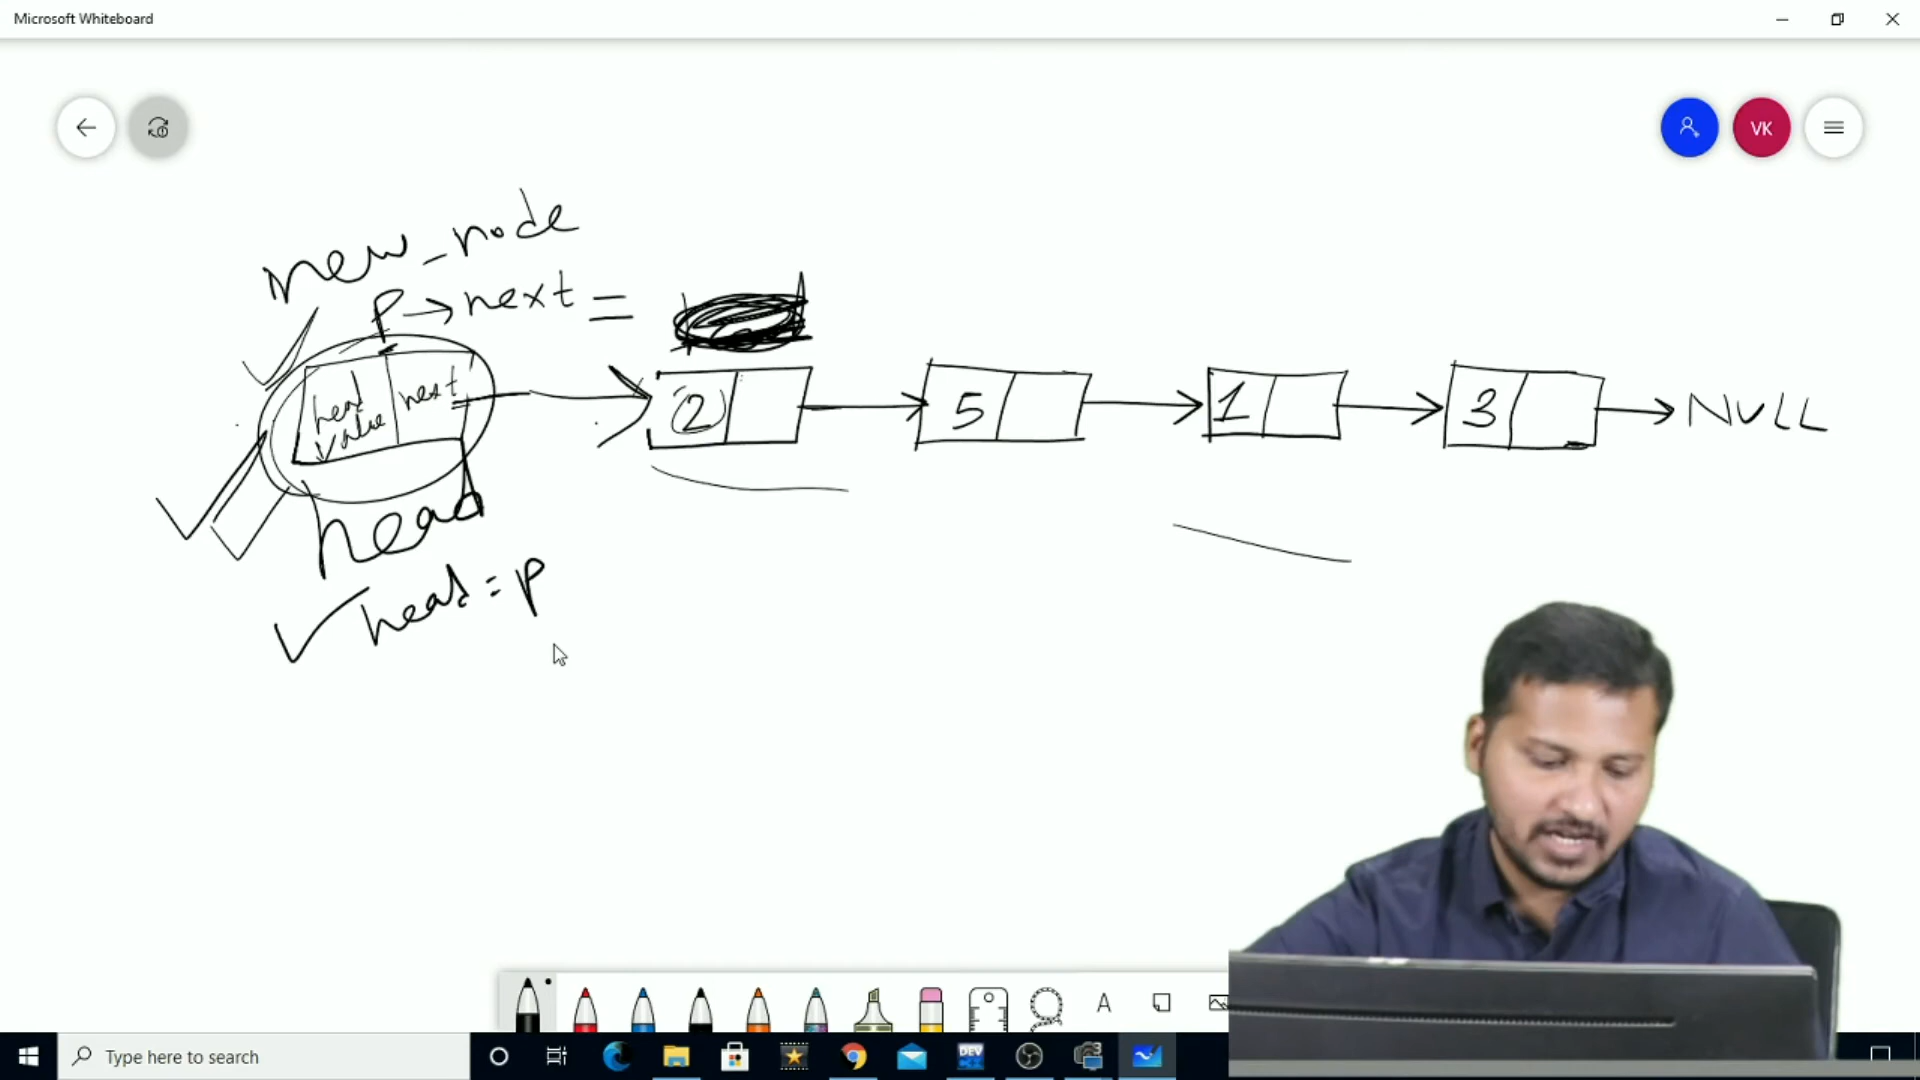 Microsoft Whiteboard
VK
new_node
p→next =
head value next
2 5 1 3 NULL
head
head = p
A
Type here to search
DEV